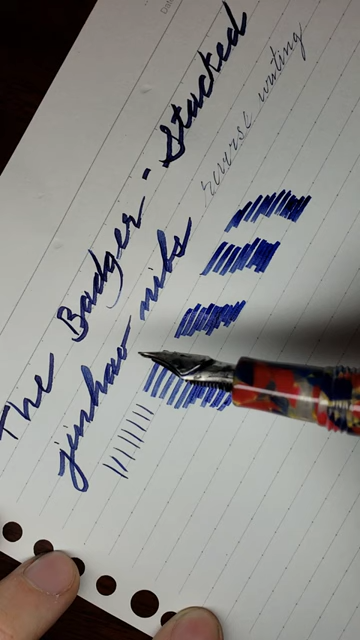 The Badger - Stacked
jinhao nibs
reverse writing